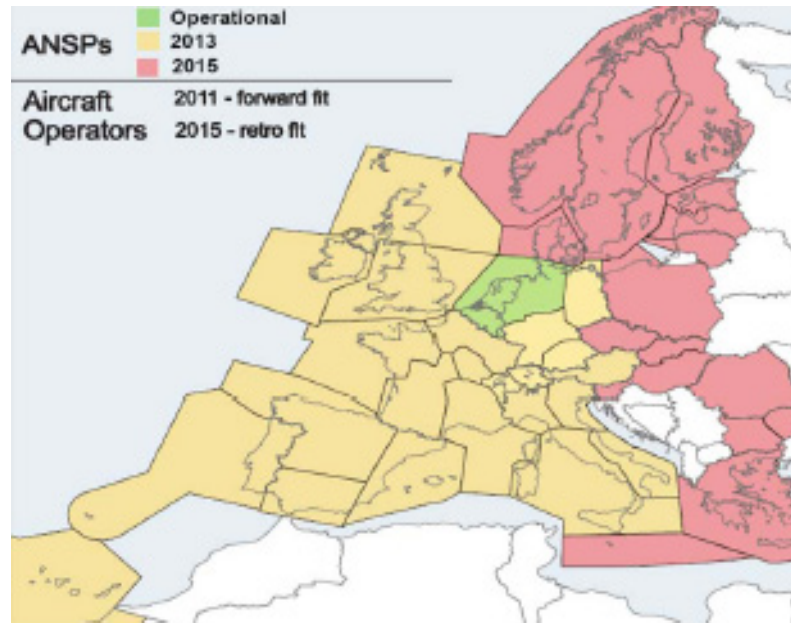 ANSPs
Operational
2013
2015
Aircraft Operators
2011 - forward fit
2015 - retro fit